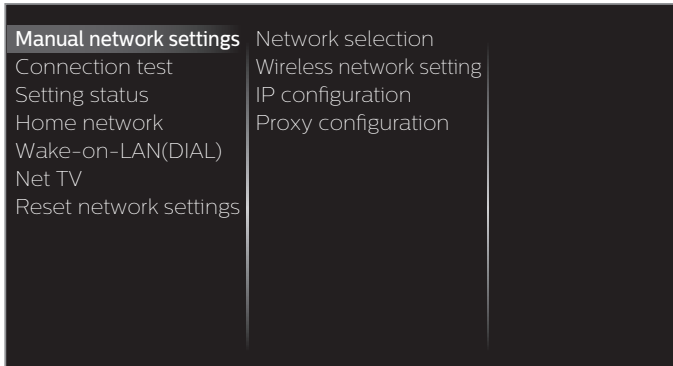 Manual network settings
Connection test
Setting status
Home network
Wake-on-LAN(DIAL)
Net TV
Reset network settings
Network selection
Wireless network setting
IP configuration
Proxy configuration